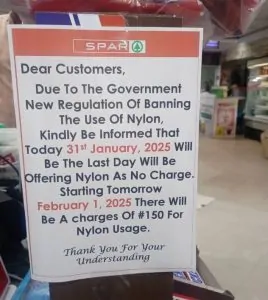 SPAR
Dear Customers,
Due To The Government
New Regulation Of Banning
The Use Of Nylon,
Kindly Be Informed That
Today 31st January, 2025 Will
Be The Last Day Will Be
Offering Nylon As No Charge.
Starting Tomorrow
February 1, 2025 There Will
Be A charges Of #150 For
Nylon Usage.
Thank You For Your
Understanding